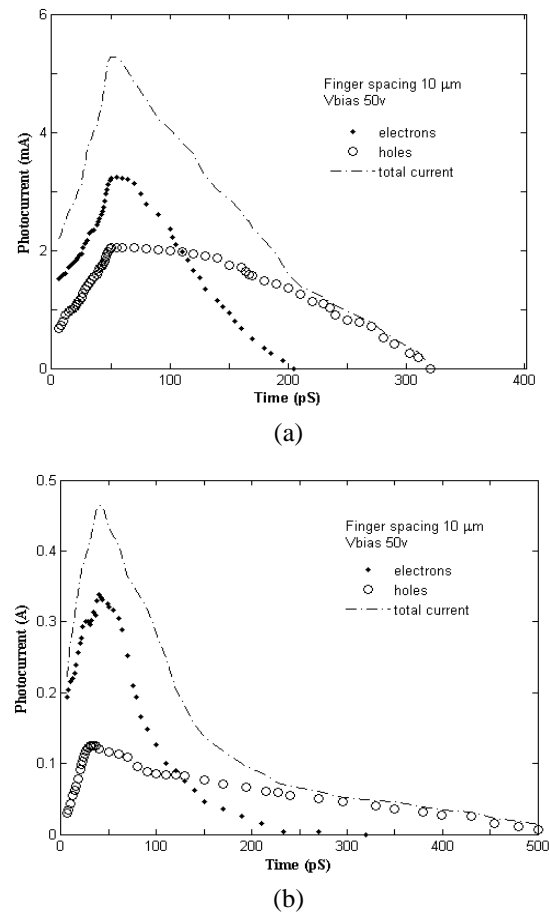 6
4
2
0
Photocurrent (mA)
Finger spacing 10 µm
Vbias 50v
electrons
holes
total current
0 100 200 300 400
Time (pS)
(a)
0.5
0.4
0.3
0.2
0.1
0
Photocurrent (A)
Finger spacing 10 µm
Vbias 50v
electrons
holes
total current
0 100 200 300 400 500
Time (pS)
(b)